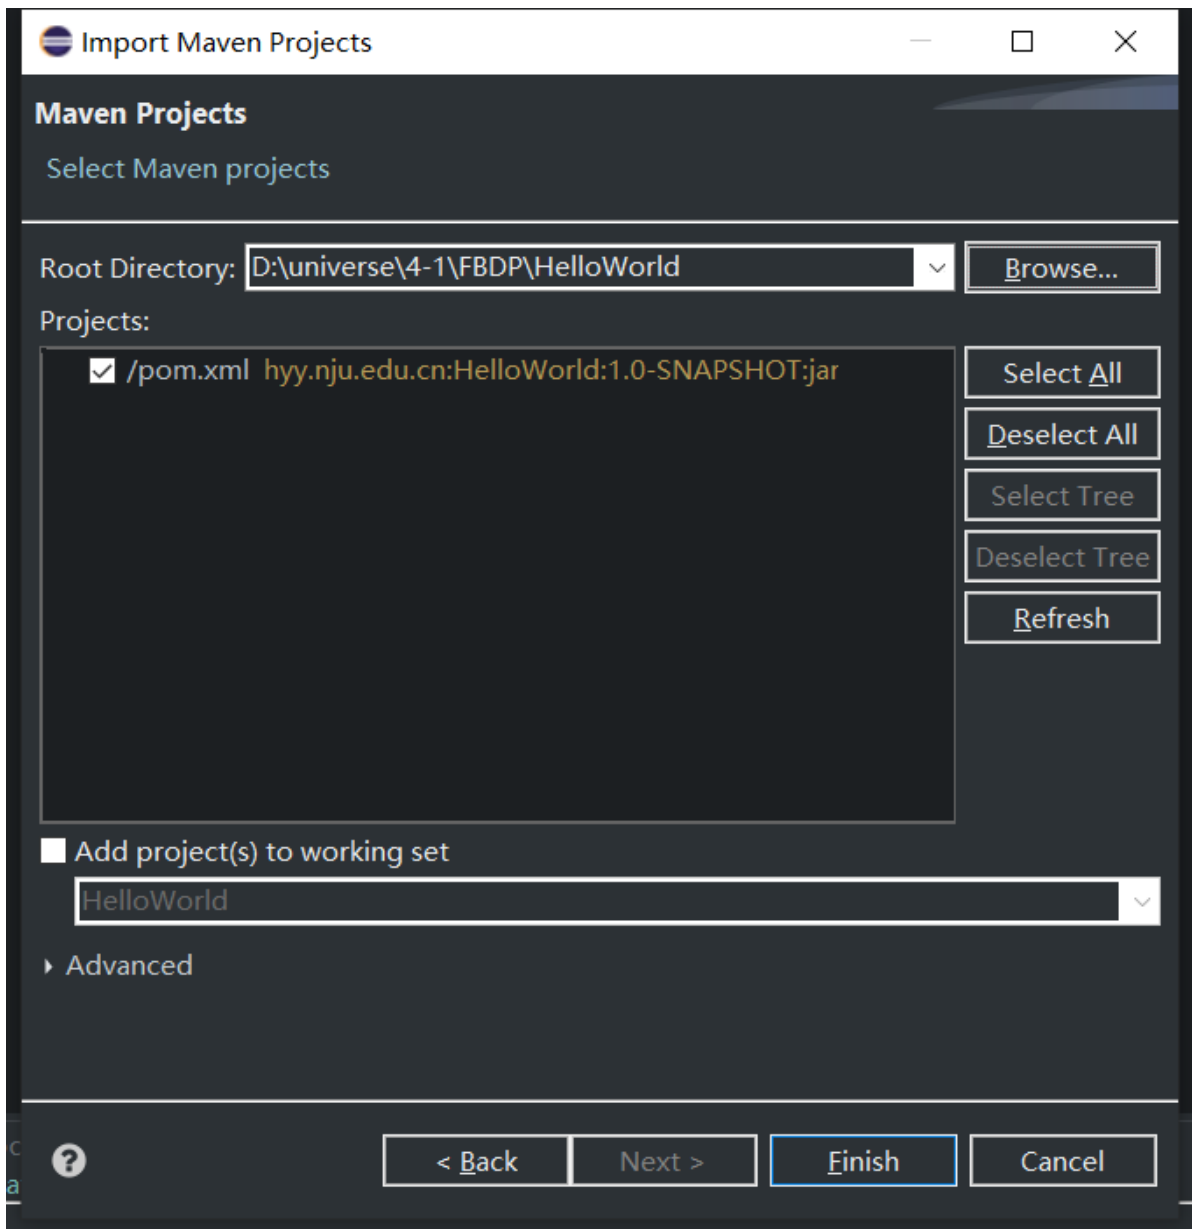 Import Maven Projects
Maven Projects
Select Maven projects
Root Directory: D:\universe\4-1\FBDP\HelloWorld Browse...
Projects:
/pom.xml hyy.nju.edu.cn:HelloWorld:1.0-SNAPSHOT:jar
Select All
Deselect All
Select Tree
Deselect Tree
Refresh
Add project(s) to working set
HelloWorld
Advanced
c
a
? < Back Next > Finish Cancel